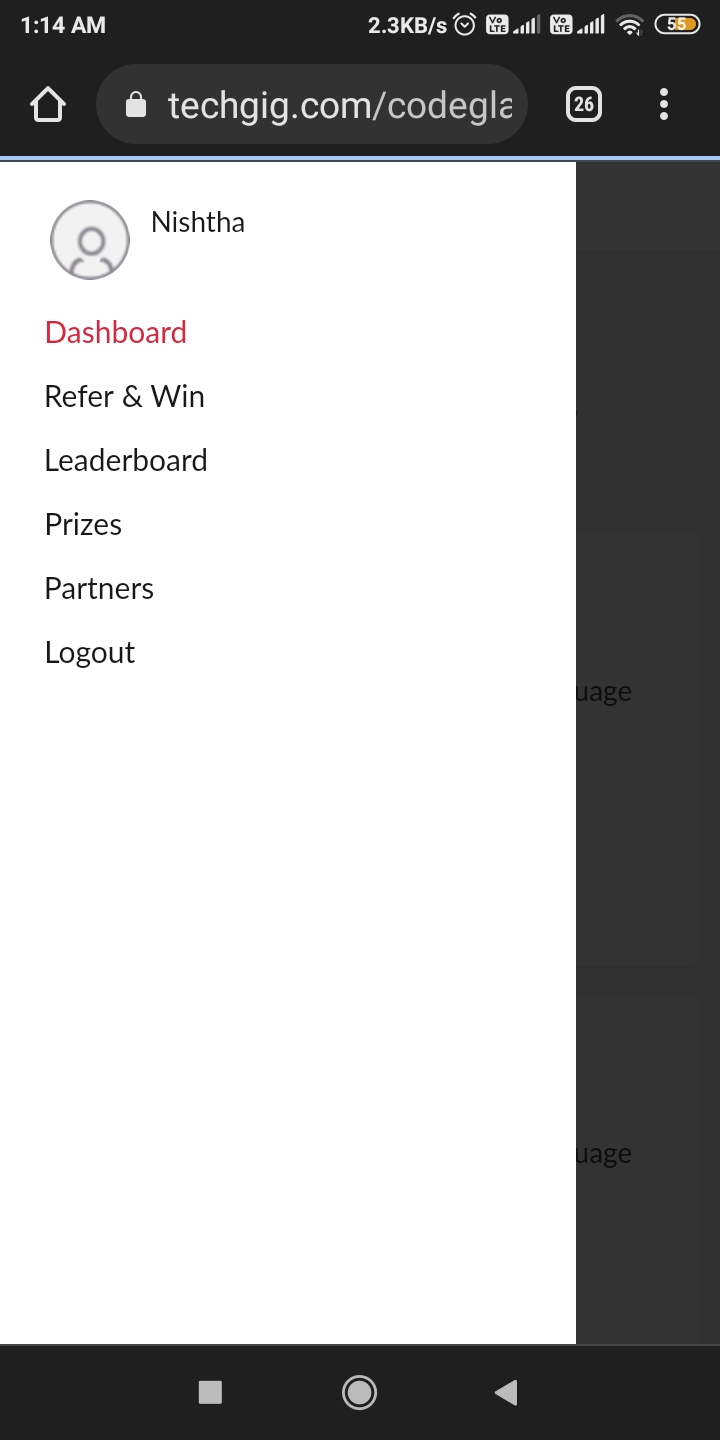 1:14 AM
2.3KB/s Vo LTE Vo LTE 55
techgig.com/codegla
26
Nishtha
Dashboard
Refer & Win
Leaderboard
Prizes
Partners
Logout
uage
uage